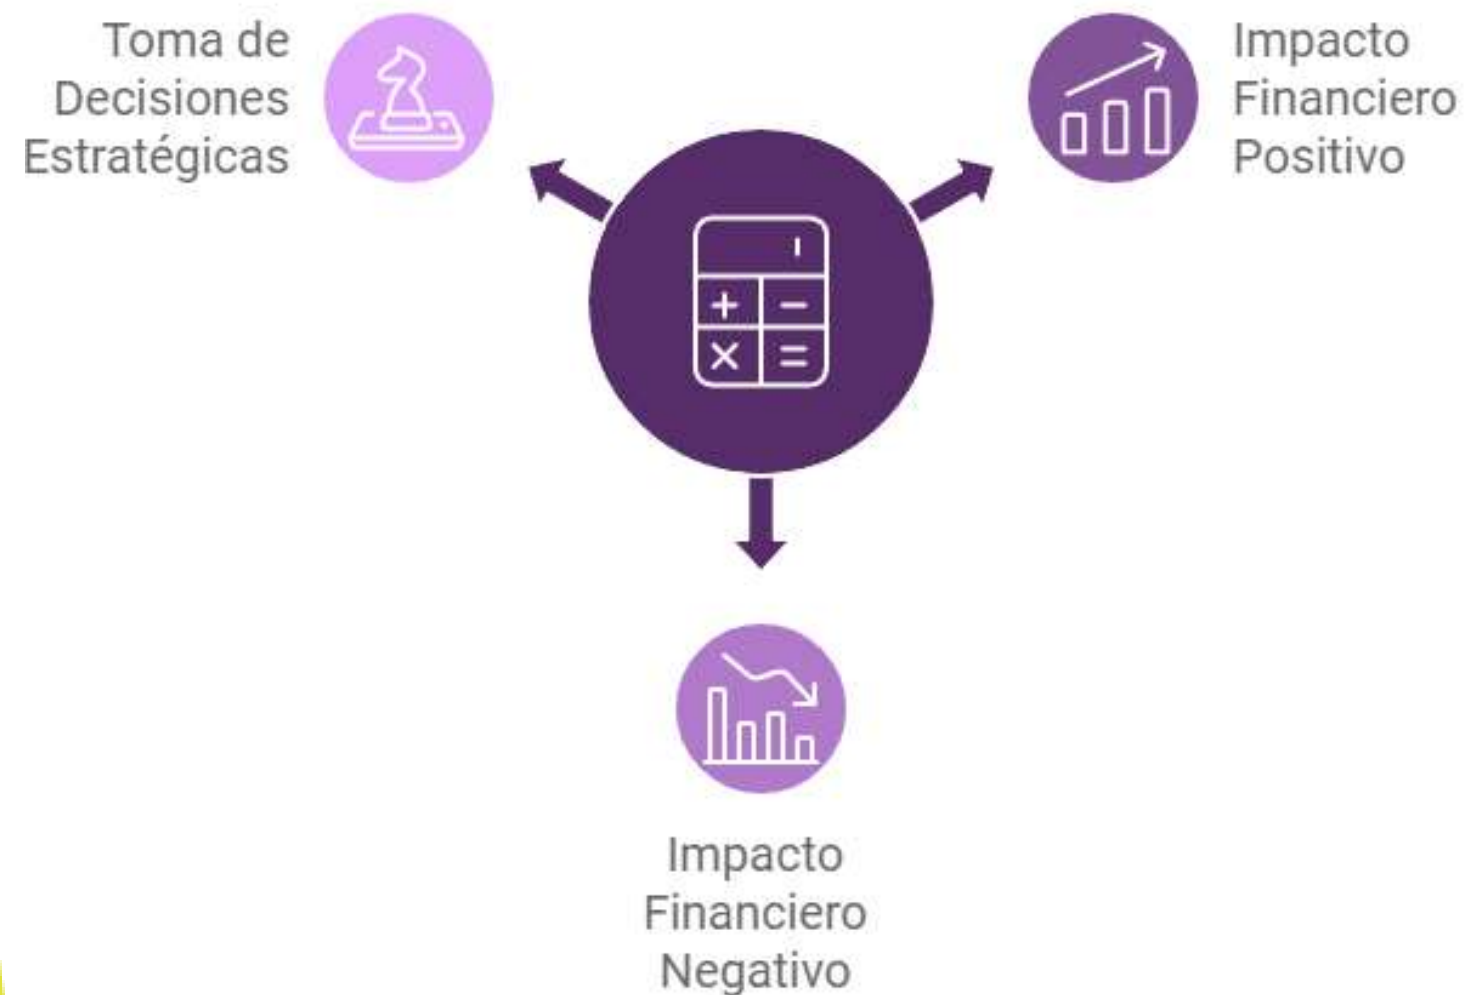 Toma de
Decisiones
Estratégicas
Impacto
Financiero
Positivo
Impacto
Financiero
Negativo